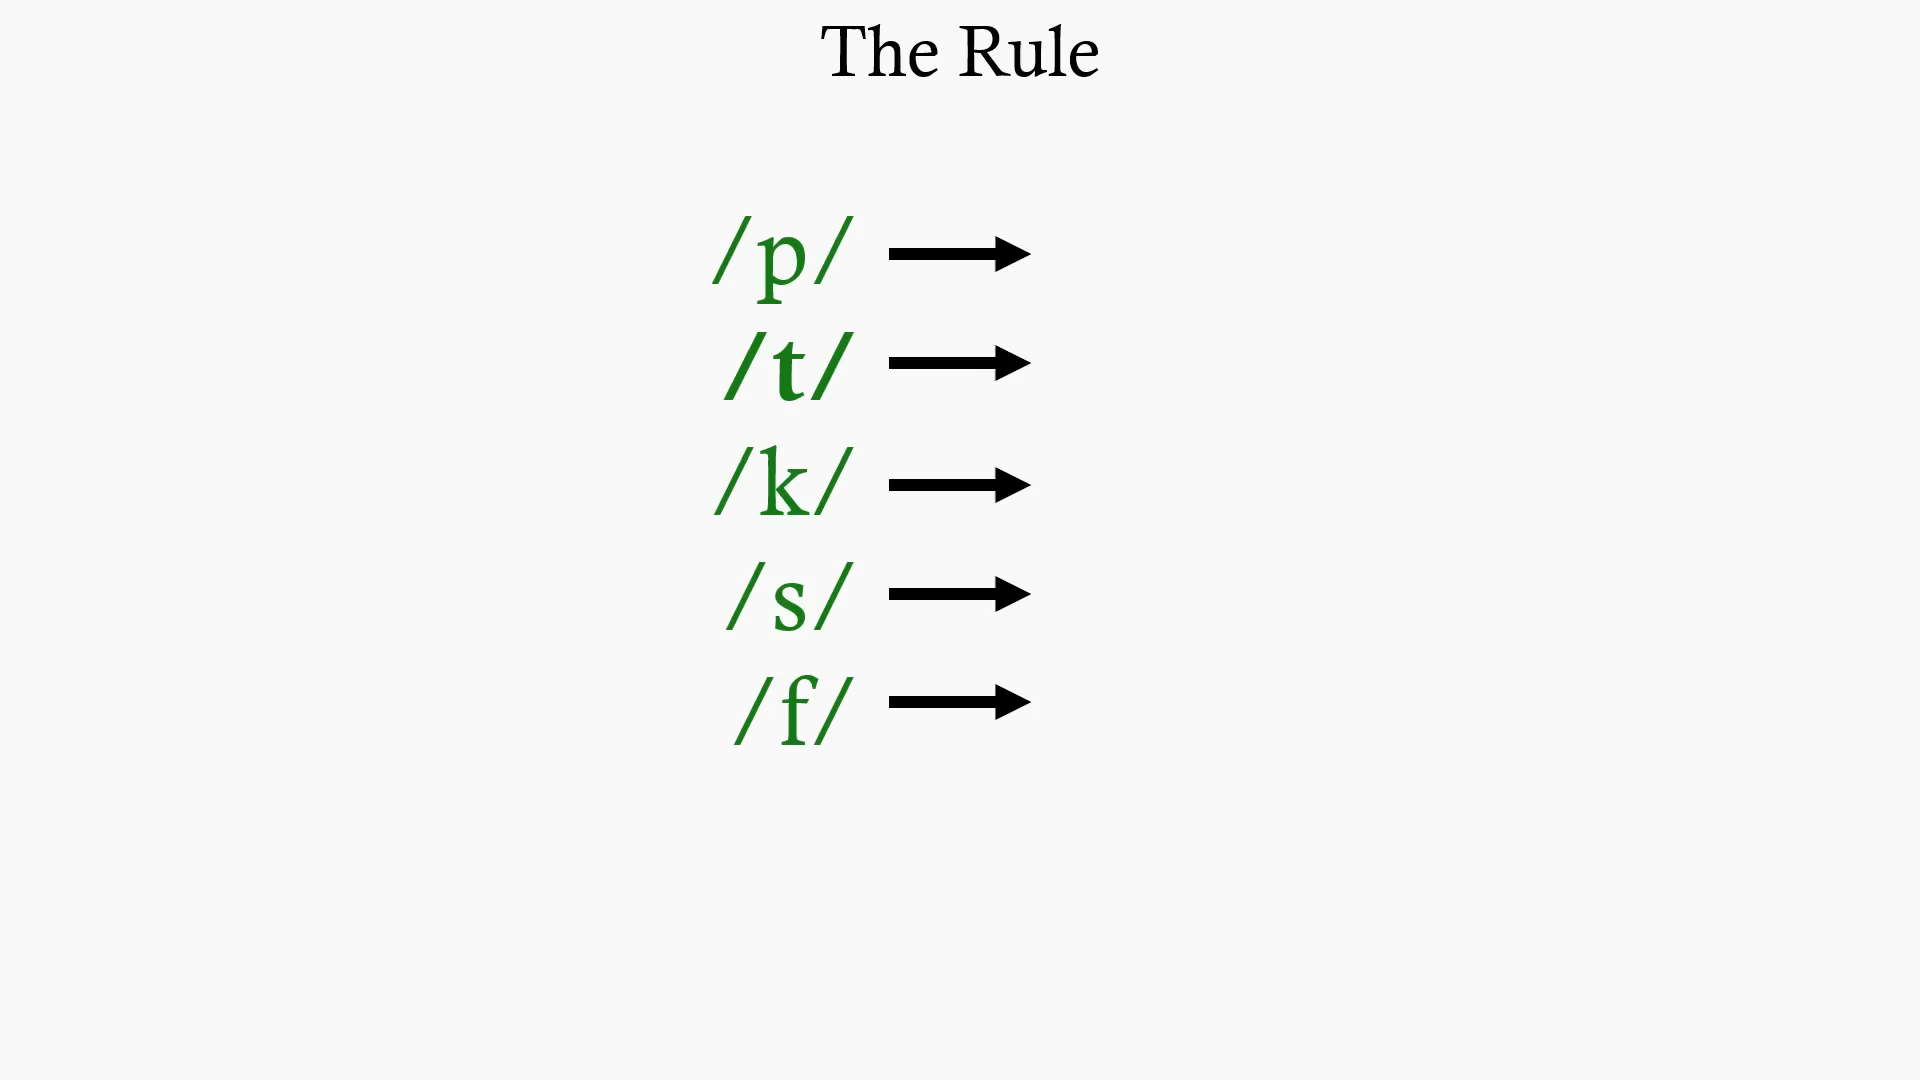 The Rule
/p/
/t/
/k/
/s/
/f/